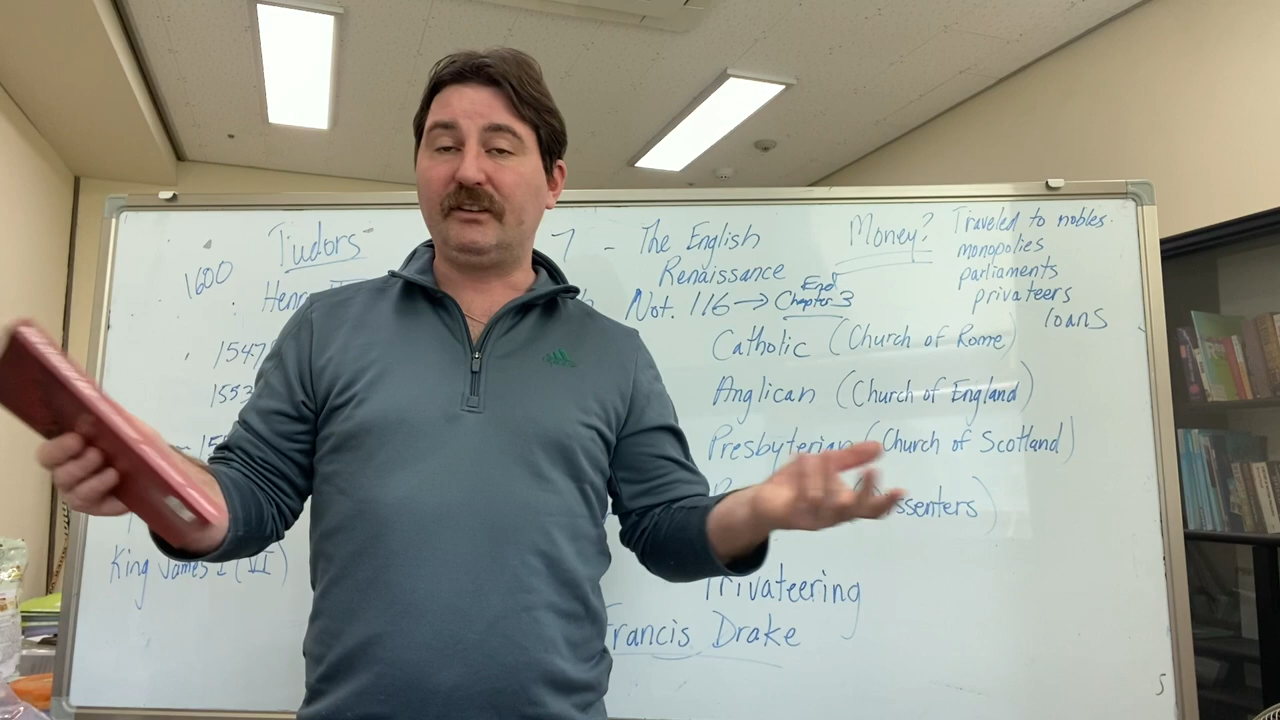 Tudors
1600
Henr
1547
1553
King James I (VI)
7 - The English
Renaissance
Not. 116 → End
Chapter 3
Money?
Traveled to nobles.
monopolies
parliaments
privateers
loans
Catholic (Church of Rome)
Anglican (Church of England)
Presbyterian (Church of Scotland)
ssenters)
Privateering
Francis Drake
5